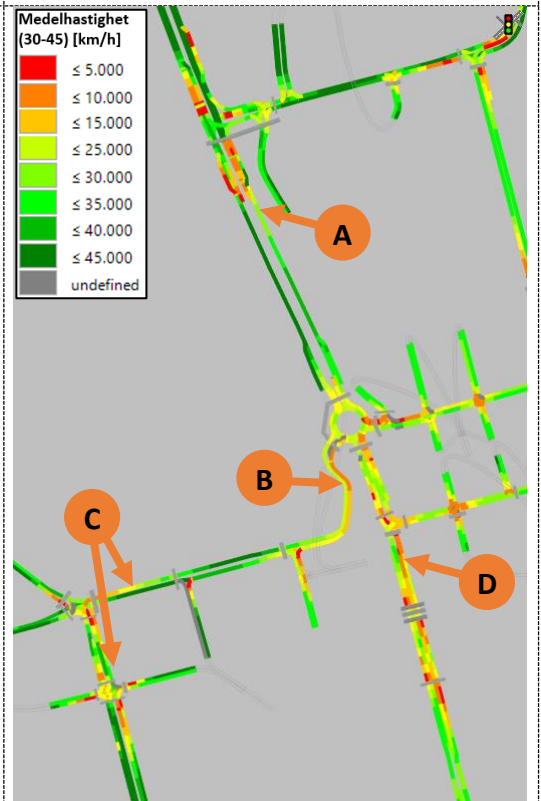 Medelhastighet
(30-45) [km/h]
≤ 5.000
≤ 10.000
≤ 15.000
≤ 25.000
≤ 30.000
≤ 35.000
≤ 40.000
≤ 45.000
undefined
A
B
C
D